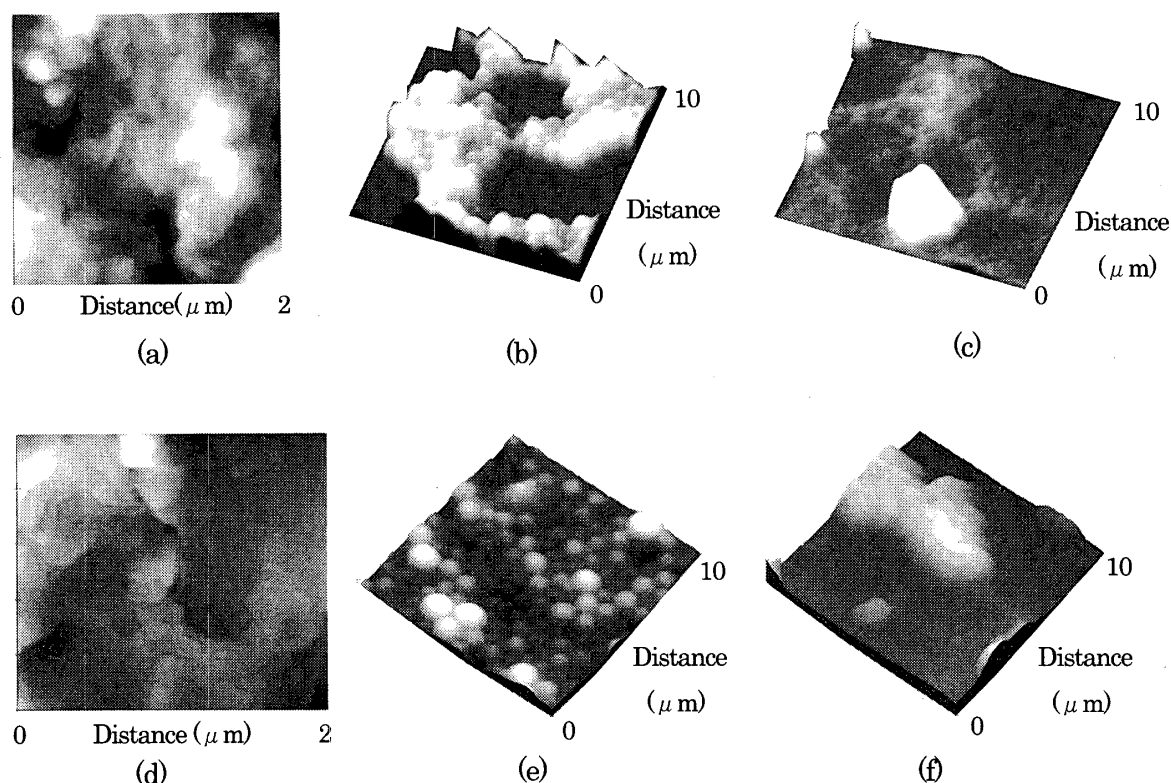 10
10
Distance
(μm)
Distance
(μm)
0
0
0 Distance(μm) 2
(a)
(b)
(c)
10
10
Distance
(μm)
Distance
(μm)
0
0
0 Distance (μm) 2
(d)
(e)
(f)